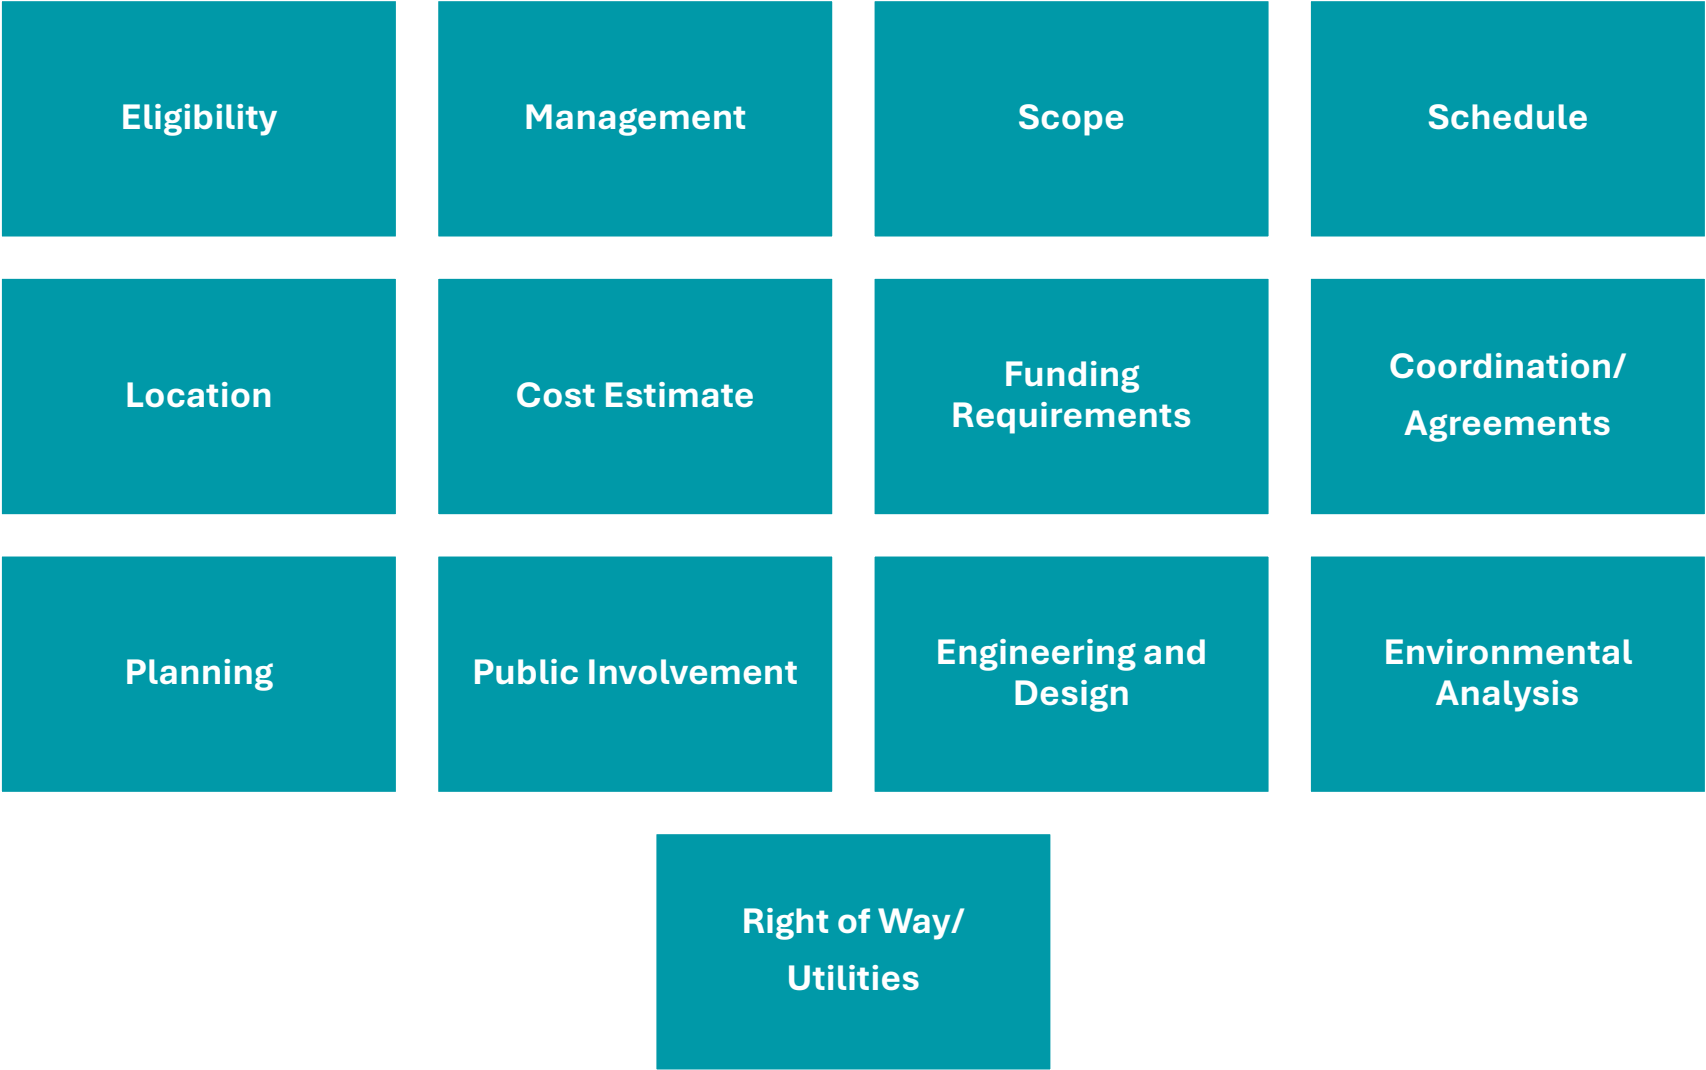 Eligibility
Management
Scope
Schedule
Location
Cost Estimate
Funding
Requirements
Coordination/
Agreements
Planning
Public Involvement
Engineering and
Design
Environmental
Analysis
Right of Way/
Utilities